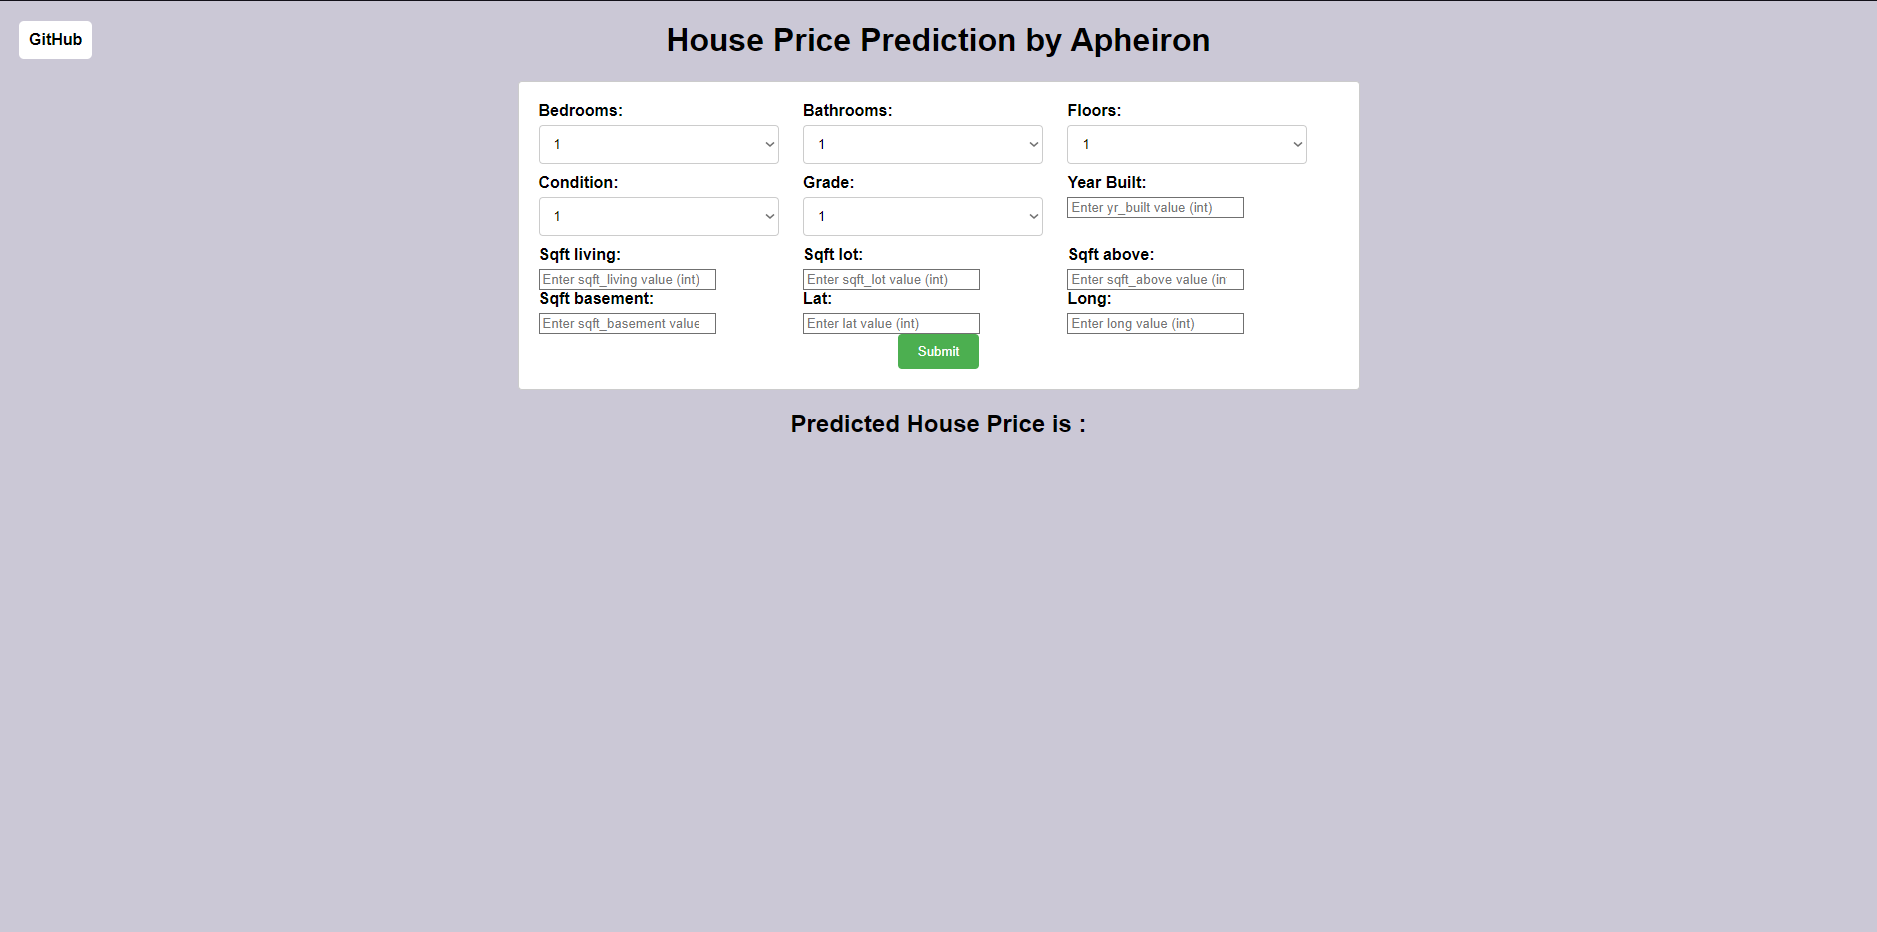 GitHub
House Price Prediction by Apheiron
Bedrooms: Bathrooms: Floors:
1 1 1
Condition: Grade: Year Built:
1 1 Enter yr_built value (int)
Sqft living: Sqft lot: Sqft above:
Enter sqft_living value (int) Enter sqft_lot value (int) Enter sqft_above value (in
Sqft basement: Lat: Long:
Enter sqft_basement value Enter lat value (int) Enter long value (int)
Submit
Predicted House Price is :